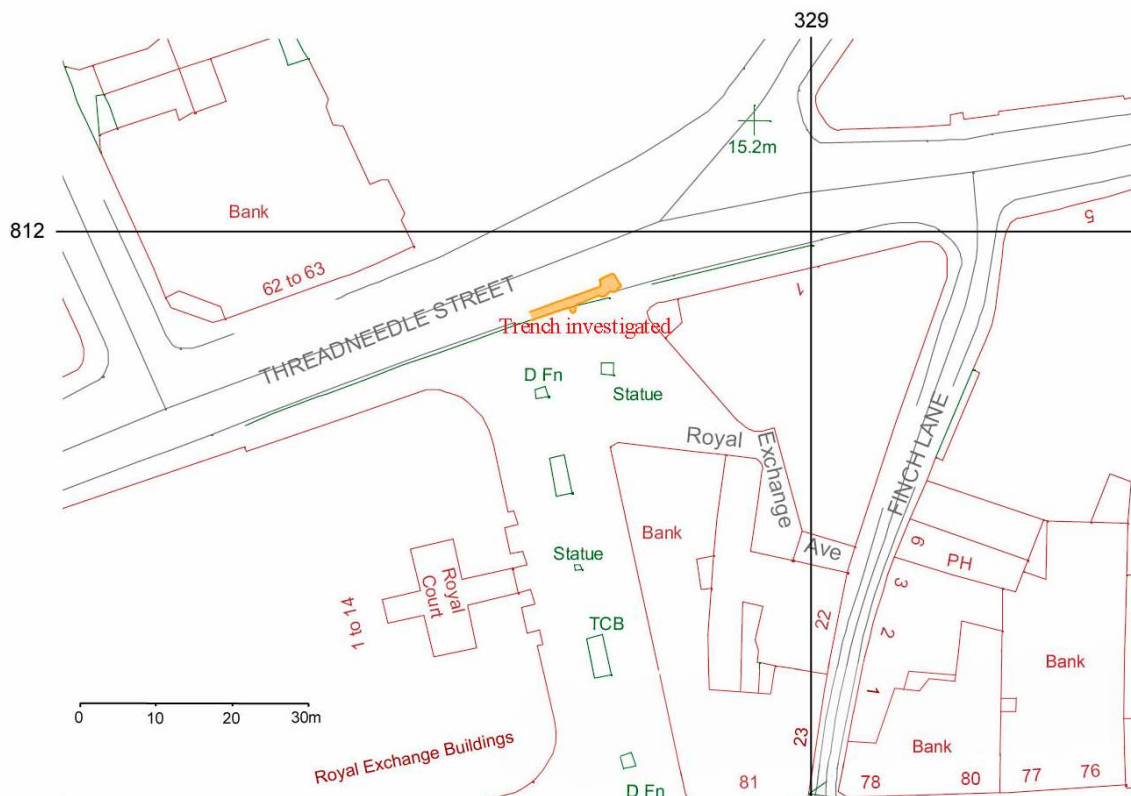 329
15.2m
812
Bank
5
62 to 63
THREADNEEDLE STREET
1
Trench investigated
D Fn
Statue
Royal
Exchange
Ave
FINCH LANE
Bank
6
PH
Statue
3
Royal
Court
1 to 14
TCB
22
2
Bank
1
0 10 20 30m
23
Bank
Royal Exchange Buildings
D Fn
81
78
80
77
76